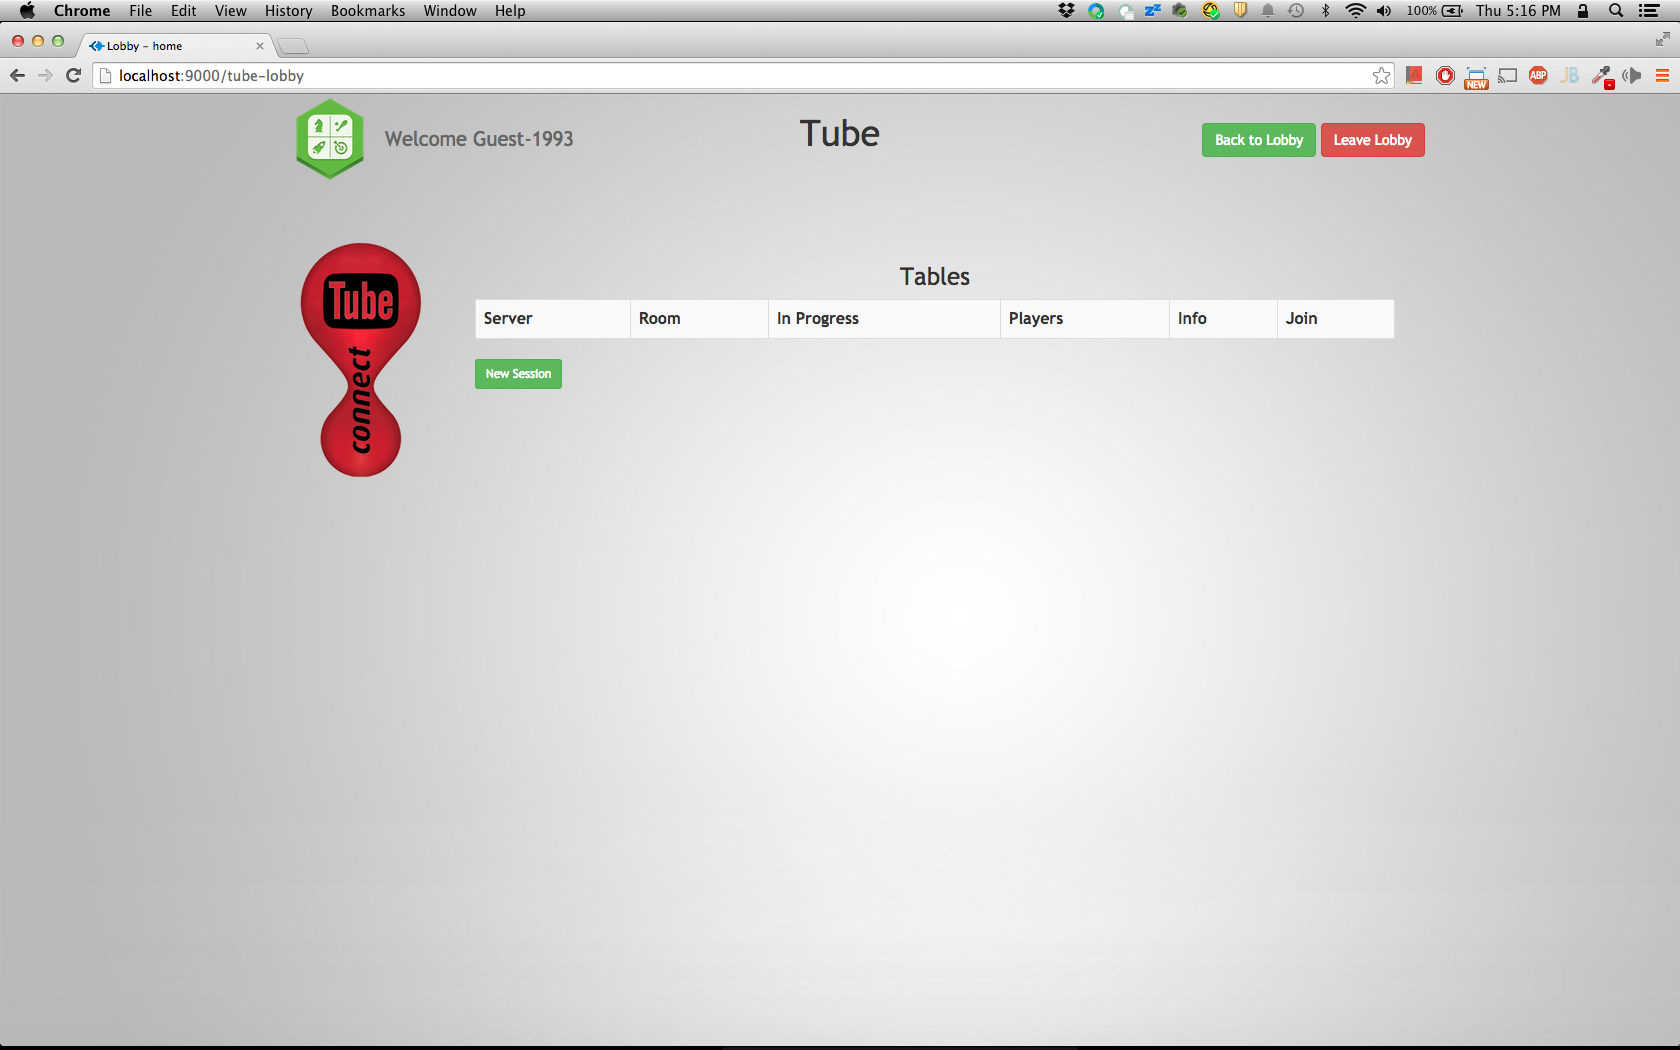 Chrome File Edit View History Bookmarks Window Help 100% Thu 5:16 PM
Lobby - home
localhost:9000/tube-lobby
NEW ABP JB
Welcome Guest-1993
Tube
Back to Lobby Leave Lobby
Tube
connect
Tables
Server Room In Progress Players Info Join
New Session